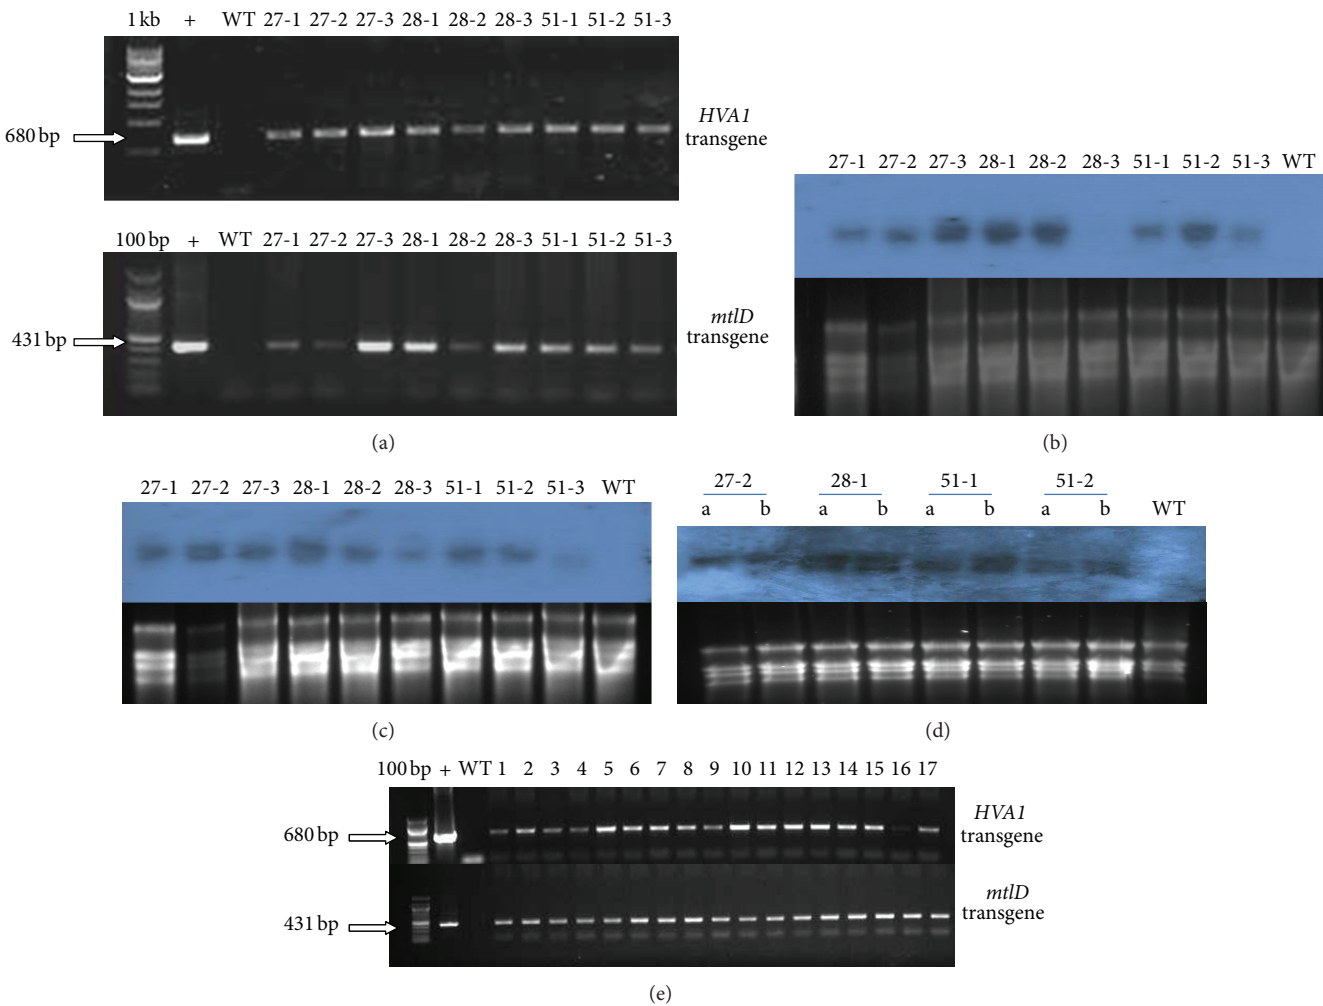 1 kb + WT 27-1 27-2 27-3 28-1 28-2 28-3 51-1 51-2 51-3
680 bp
HVA1
transgene
100 bp + WT 27-1 27-2 27-3 28-1 28-2 28-3 51-1 51-2 51-3
431 bp
mtlD
transgene
(a)
27-1 27-2 27-3 28-1 28-2 28-3 51-1 51-2 51-3 WT
(b)
27-1 27-2 27-3 28-1 28-2 28-3 51-1 51-2 51-3 WT
(c)
27-2 28-1 51-1 51-2
a b a b a b a b WT
(d)
100 bp + WT 1 2 3 4 5 6 7 8 9 10 11 12 13 14 15 16 17
680 bp
HVA1
transgene
431 bp
mtlD
transgene
(e)